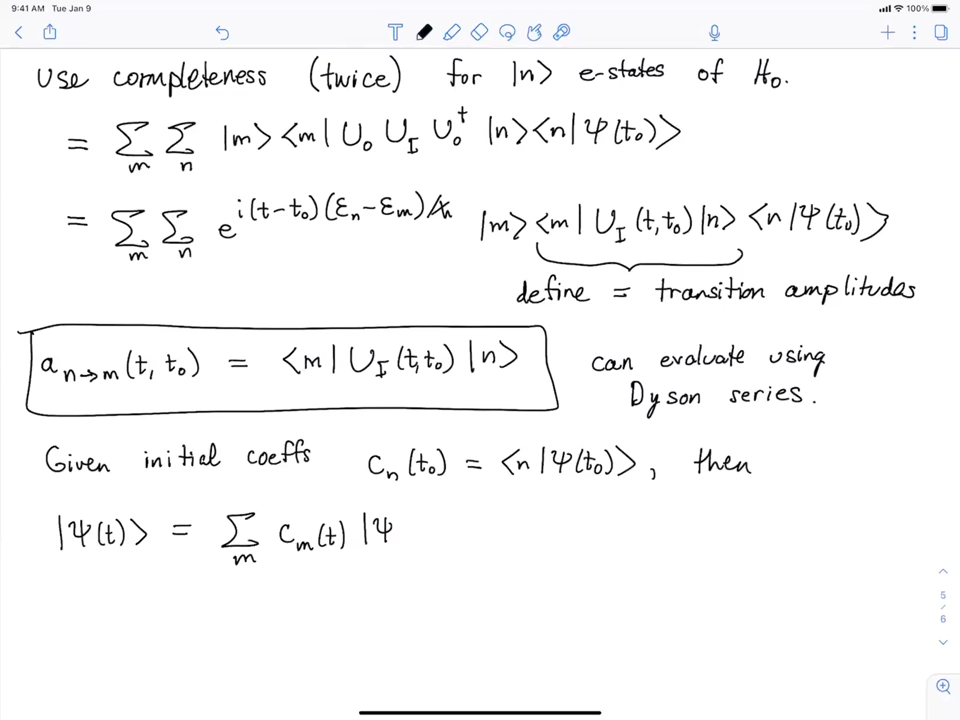 9:41 AM Tue Jan 9
100%
Use completeness (twice) for |n> e-states of H₀.
= Σ_m Σ_n |m><m| U₀ U_I U₀† |n><n|Ψ(t₀)>
= Σ_m Σ_n e^{i(t-t₀)(ε_n-ε_m)/ħ} |m><m| U_I (t,t₀)|n> <n|Ψ(t₀)>
define = transition amplitudes
a_{n→m}(t, t₀) = <m| U_I(t,t₀) |n>
can evaluate using
Dyson series.
Given initial coeffs c_n(t₀) = <n|Ψ(t₀)>, then
|Ψ(t)> = Σ_m c_m(t) |Ψ
5
/
6